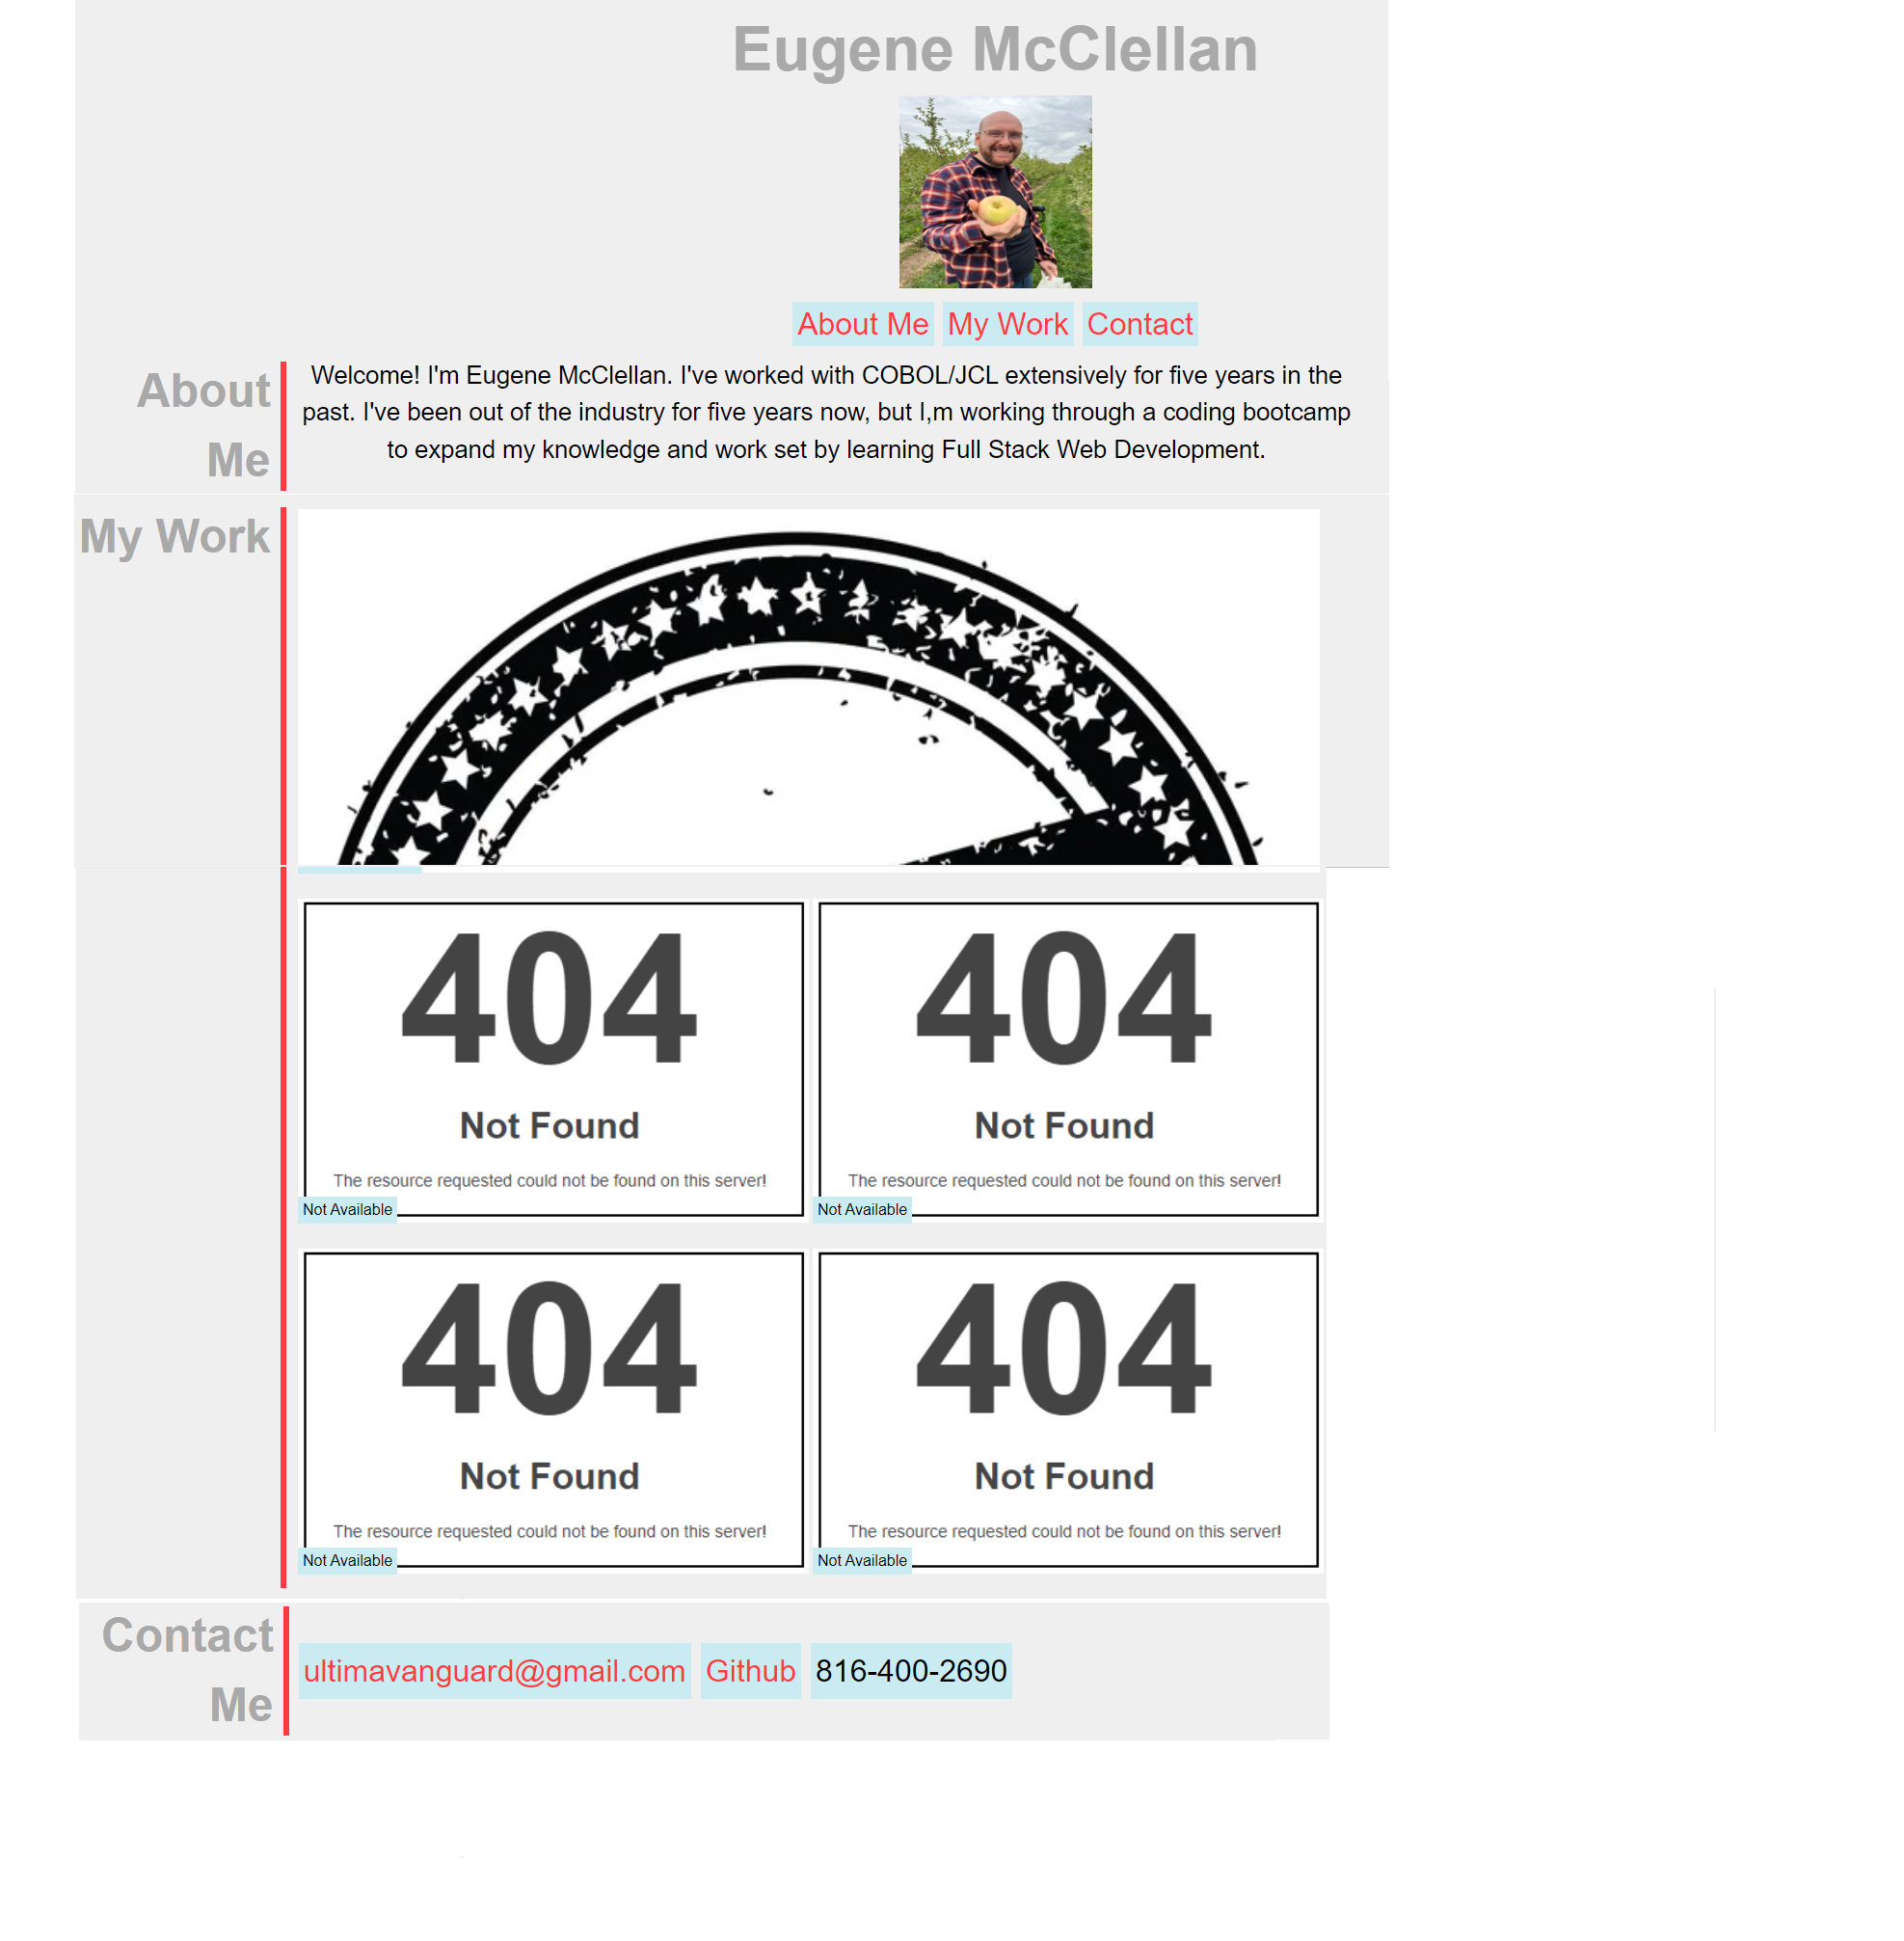 Eugene McClellan
About Me My Work Contact
About
Me
Welcome! I'm Eugene McClellan. I've worked with COBOL/JCL extensively for five years in the
past. I've been out of the industry for five years now, but I,m working through a coding bootcamp
to expand my knowledge and work set by learning Full Stack Web Development.
My Work
404
Not Found
The resource requested could not be found on this server!
Not Available
404
Not Found
The resource requested could not be found on this server!
Not Available
404
Not Found
The resource requested could not be found on this server!
Not Available
404
Not Found
The resource requested could not be found on this server!
Not Available
Contact
Me
ultimavanguard@gmail.com Github 816-400-2690